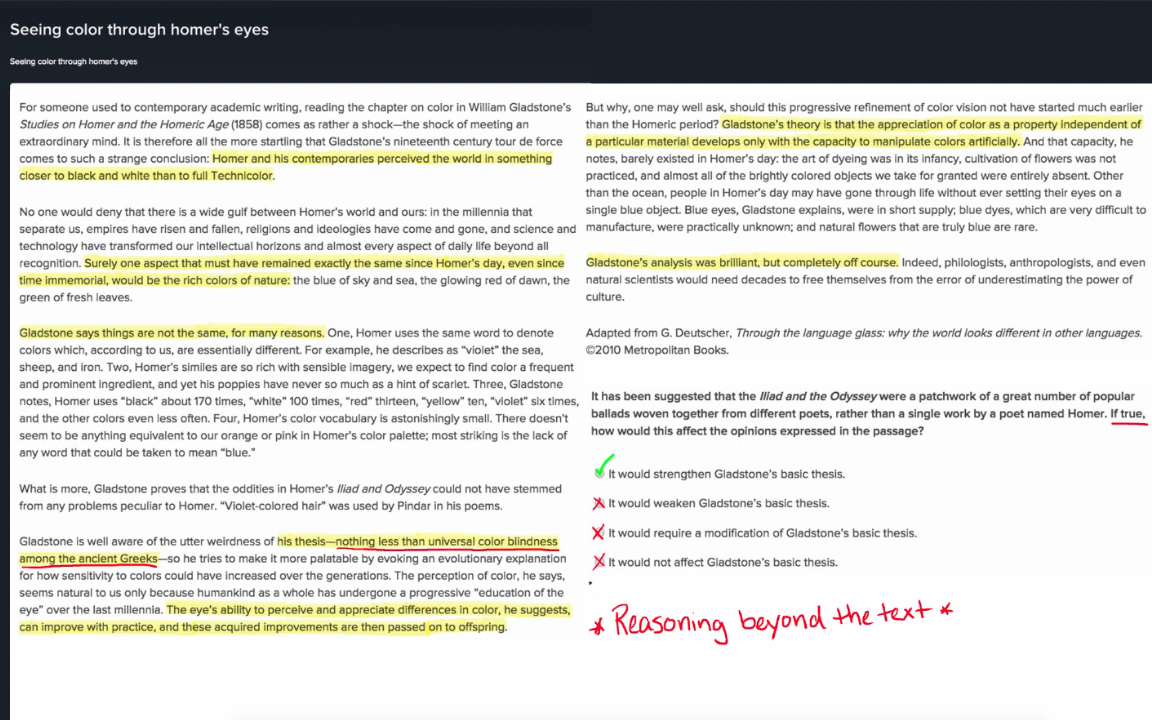 Seeing color through homer's eyes
Seeing color through homer's eyes
For someone used to contemporary academic writing, reading the chapter on color in William Gladstone's
Studies on Homer and the Homeric Age (1858) comes as rather a shock—the shock of meeting an
extraordinary mind. It is therefore all the more startling that Gladstone's nineteenth century tour de force
comes to such a strange conclusion: Homer and his contemporaries perceived the world in something
closer to black and white than to full Technicolor.
No one would deny that there is a wide gulf between Homer's world and ours: in the millennia that
separate us, empires have risen and fallen, religions and ideologies have come and gone, and science and
technology have transformed our intellectual horizons and almost every aspect of daily life beyond all
recognition. Surely one aspect that must have remained exactly the same since Homer's day, even since
time immemorial, would be the rich colors of nature: the blue of sky and sea, the glowing red of dawn, the
green of fresh leaves.
Gladstone says things are not the same, for many reasons. One, Homer uses the same word to denote
colors which, according to us, are essentially different. For example, he describes as "violet" the sea,
sheep, and iron. Two, Homer's similes are so rich with sensible imagery, we expect to find color a frequent
and prominent ingredient, and yet his poppies have never so much as a hint of scarlet. Three, Gladstone
notes, Homer uses "black" about 170 times, "white" 100 times, "red" thirteen, "yellow" ten, "violet" six times,
and the other colors even less often. Four, Homer's color vocabulary is astonishingly small. There doesn't
seem to be anything equivalent to our orange or pink in Homer's color palette; most striking is the lack of
any word that could be taken to mean "blue."
What is more, Gladstone proves that the oddities in Homer's Iliad and Odyssey could not have stemmed
from any problems peculiar to Homer. "Violet-colored hair" was used by Pindar in his poems.
Gladstone is well aware of the utter weirdness of his thesis—nothing less than universal color blindness
among the ancient Greeks—so he tries to make it more palatable by evoking an evolutionary explanation
for how sensitivity to colors could have increased over the generations. The perception of color, he says,
seems natural to us only because humankind as a whole has undergone a progressive "education of the
eye" over the last millennia. The eye's ability to perceive and appreciate differences in color, he suggests,
can improve with practice, and these acquired improvements are then passed on to offspring.
But why, one may well ask, should this progressive refinement of color vision not have started much earlier
than the Homeric period? Gladstone's theory is that the appreciation of color as a property independent of
a particular material develops only with the capacity to manipulate colors artificially. And that capacity, he
notes, barely existed in Homer's day: the art of dyeing was in its infancy, cultivation of flowers was not
practiced, and almost all of the brightly colored objects we take for granted were entirely absent. Other
than the ocean, people in Homer's day may have gone through life without ever setting their eyes on a
single blue object. Blue eyes, Gladstone explains, were in short supply; blue dyes, which are very difficult to
manufacture, were practically unknown; and natural flowers that are truly blue are rare.
Gladstone's analysis was brilliant, but completely off course. Indeed, philologists, anthropologists, and even
natural scientists would need decades to free themselves from the error of underestimating the power of
culture.
Adapted from G. Deutscher, Through the language glass: why the world looks different in other languages.
©2010 Metropolitan Books.
It has been suggested that the Iliad and the Odyssey were a patchwork of a great number of popular
ballads woven together from different poets, rather than a single work by a poet named Homer. If true,
how would this affect the opinions expressed in the passage?
It would strengthen Gladstone's basic thesis.
It would weaken Gladstone's basic thesis.
It would require a modification of Gladstone's basic thesis.
It would not affect Gladstone's basic thesis.
* Reasoning beyond the text *